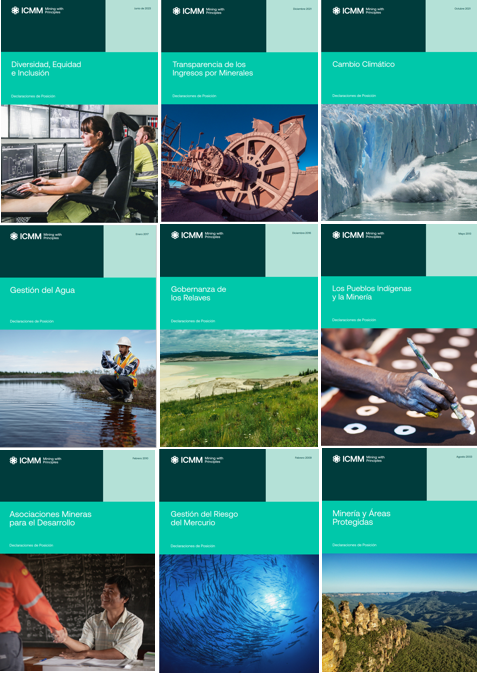 ICMM Mining with
Principles
Junio de 2023
Diversidad, Equidad
e Inclusión
Declaraciones de Posición
ICMM Mining with
Principles
Diciembre 2021
Transparencia de los
Ingresos por Minerales
Declaraciones de Posición
ICMM Mining with
Principles
Cambio Climático
Declaraciones de Posición
ICMM Mining with
Principles
Gestión del Agua
Declaraciones de Posición
ICMM Mining with
Principles
Gobernanza de
los Relaves
Declaraciones de Posición
ICMM Mining with
Principles
Los Pueblos Indígenas
y la Minería
Declaraciones de Posición
ICMM Mining with
Principles
Asociaciones Mineras
para el Desarrollo
Declaraciones de Posición
ICMM Mining with
Principles
Gestión del Riesgo
del Mercurio
Declaraciones de Posición
ICMM Mining with
Principles
Minería y Áreas
Protegidas
Declaraciones de Posición